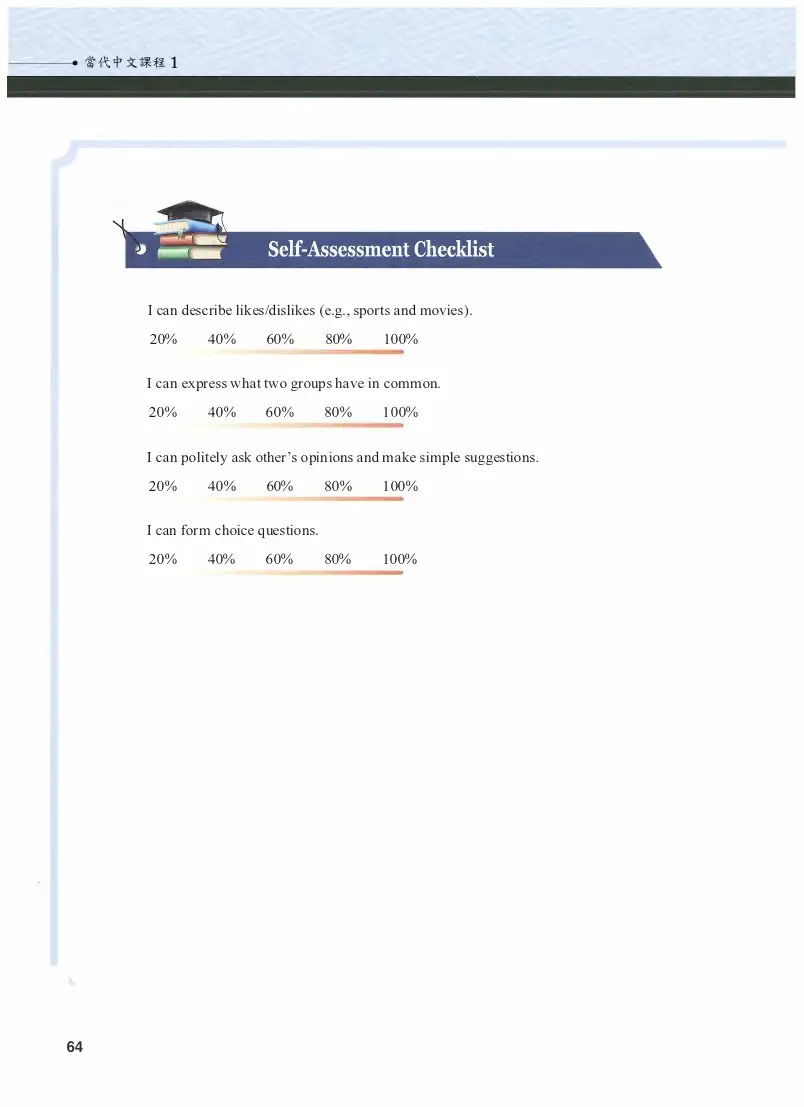 當代中文課程 1
Self-Assessment Checklist
I can describe likes/dislikes (e.g., sports and movies).
20% 40% 60% 80% 100%
I can express what two groups have in common.
20% 40% 60% 80% 100%
I can politely ask other's opinions and make simple suggestions.
20% 40% 60% 80% 100%
I can form choice questions.
20% 40% 60% 80% 100%
64